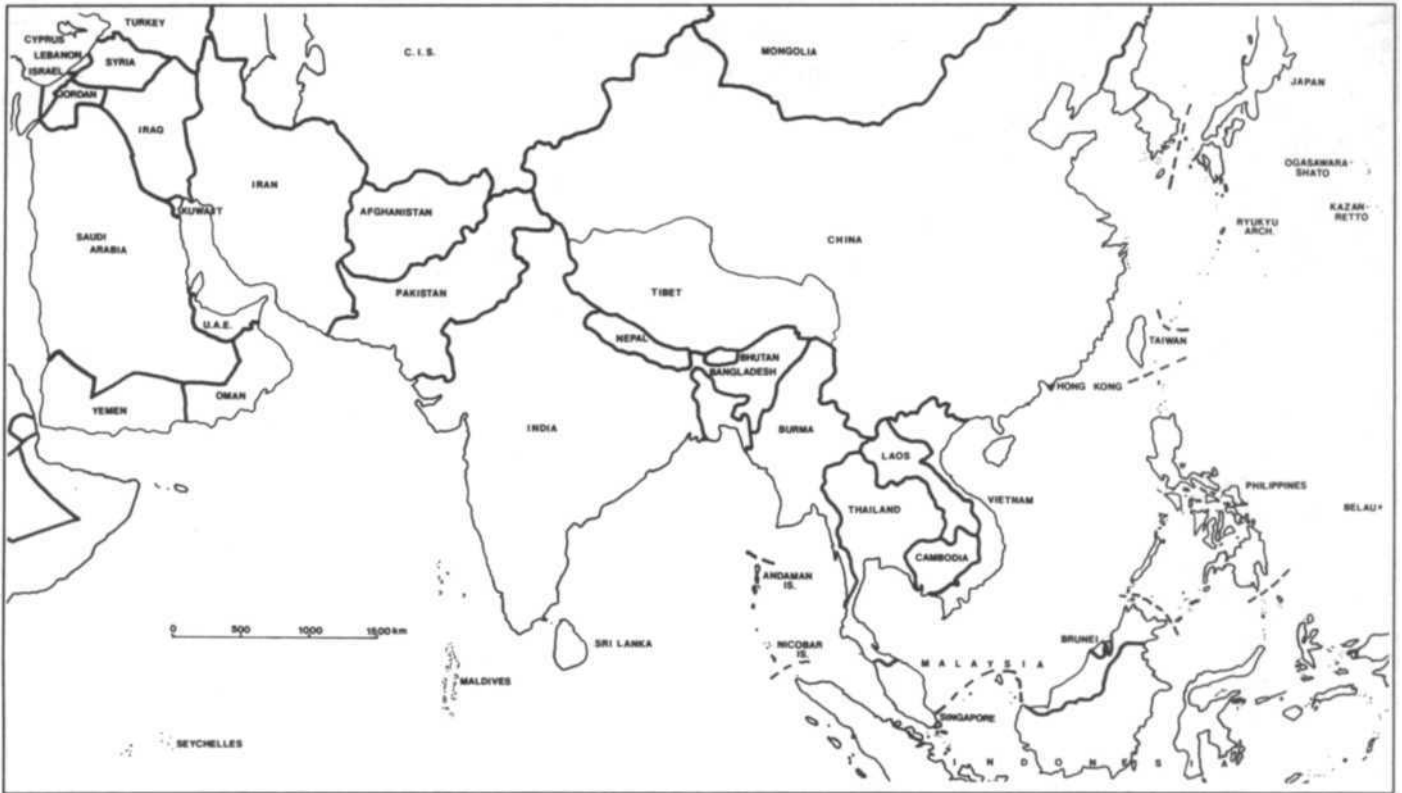 TURKEY
CYPRUS
LEBANON
ISRAEL
SYRIA
JORDAN
IRAQ
C.I.S.
MONGOLIA
JAPAN
OGASAWARA-
SHATO
KAZAN-
RETTO
RYUKYU
ARCH.
IRAN
AFGHANISTAN
KUWAIT
SAUDI
ARABIA
CHINA
PAKISTAN
TIBET
U.A.E.
NEPAL
BHUTAN
BANGLADESH
TAIWAN
HONG KONG
OMAN
YEMEN
INDIA
BURMA
LAOS
VIETNAM
PHILIPPINES
BELAU
THAILAND
CAMBODIA
ANDAMAN
IS.
0 500 1000 1500 km
SRI LANKA
NICOBAR
IS.
BRUNEI
MALAYSIA
MALDIVES
SINGAPORE
SEYCHELLES
INDONESIA